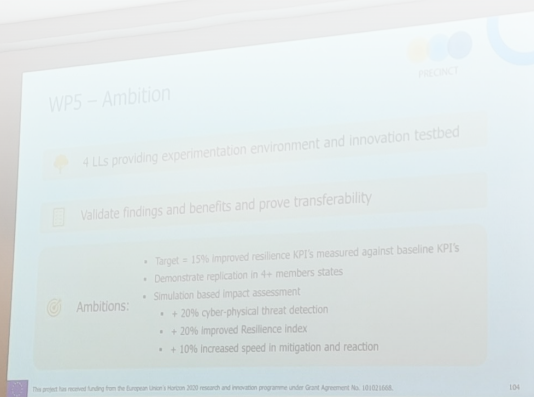 PRECINCT
WP5 – Ambition
4 LLs providing experimentation environment and innovation testbed
Validate findings and benefits and prove transferability
Ambitions:
• Target = 15% improved resilience KPI's measured against baseline KPI's
• Demonstrate replication in 4+ members states
• Simulation based impact assessment
• + 20% cyber-physical threat detection
• + 20% improved Resilience index
• + 10% increased speed in mitigation and reaction
This project has received funding from the European Union's Horizon 2020 research and innovation programme under Grant Agreement No. 101021668.
104